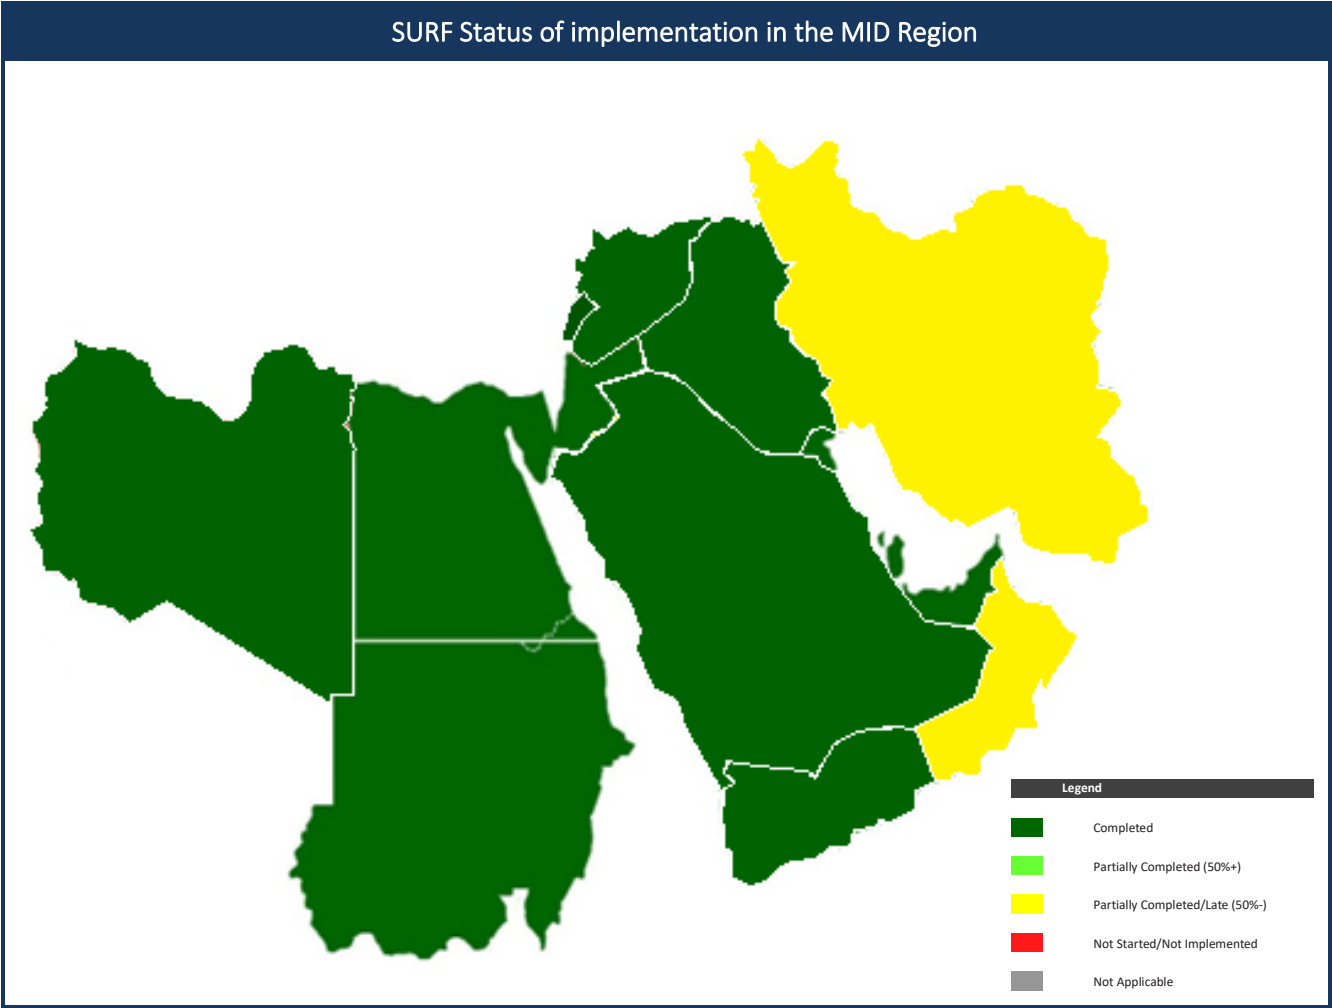 SURF Status of implementation in the MID Region
Legend
Completed
Partially Completed (50%+)
Partially Completed/Late (50%-)
Not Started/Not Implemented
Not Applicable